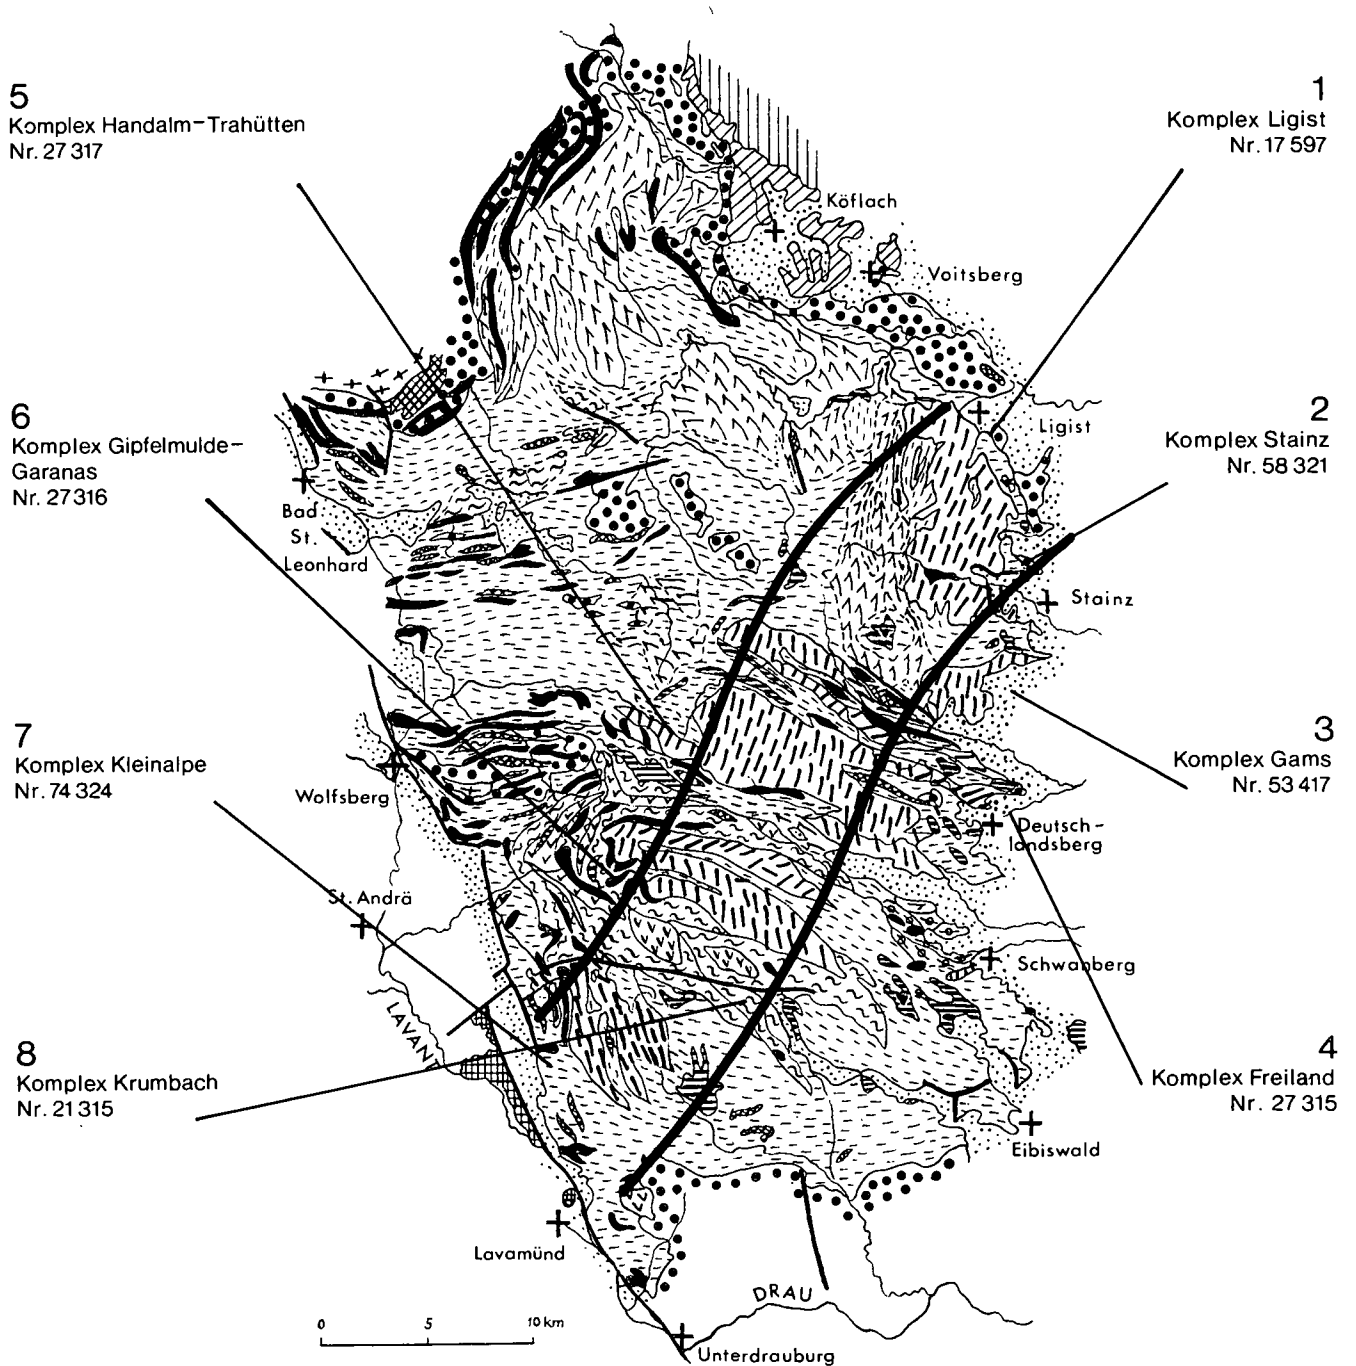 5
Komplex Handalm-Trahütten
Nr. 27 317
1
Komplex Ligist
Nr. 17 597
Köflach
Voitsberg
6
Komplex Gipfelmulde-
Garanas
Nr. 27 316
2
Komplex Stainz
Nr. 58 321
Ligist
Bad
St.
Leonhard
Stainz
7
Komplex Kleinalpe
Nr. 74 324
3
Komplex Gams
Nr. 53 417
Wolfsberg
Deutsch-
landsberg
St. Andrä
Schwanberg
LAVANT
8
Komplex Krumbach
Nr. 21 315
4
Komplex Freiland
Nr. 27 315
Eibiswald
Lavamünd
DRAU
0 5 10 km
Unterdrauburg